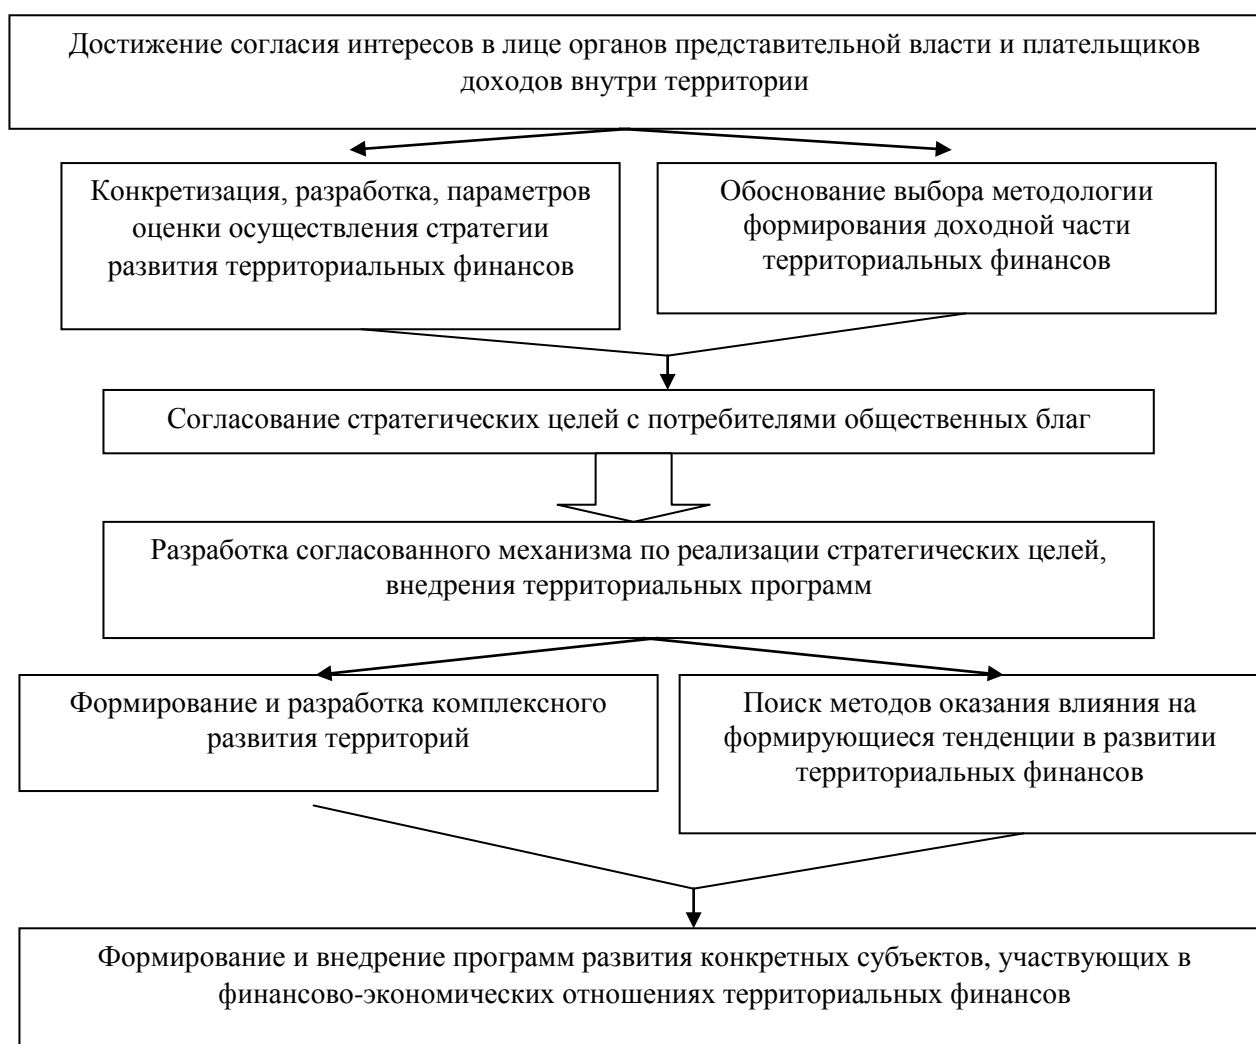 Достижение согласия интересов в лице органов представительной власти и плательщиков
доходов внутри территории
Конкретизация, разработка, параметров
оценки осуществления стратегии
развития территориальных финансов
Обоснование выбора методологии
формирования доходной части
территориальных финансов
Согласование стратегических целей с потребителями общественных благ
Разработка согласованного механизма по реализации стратегических целей,
внедрения территориальных программ
Формирование и разработка комплексного
развития территорий
Поиск методов оказания влияния на
формирующиеся тенденции в развитии
территориальных финансов
Формирование и внедрение программ развития конкретных субъектов, участвующих в
финансово-экономических отношениях территориальных финансов